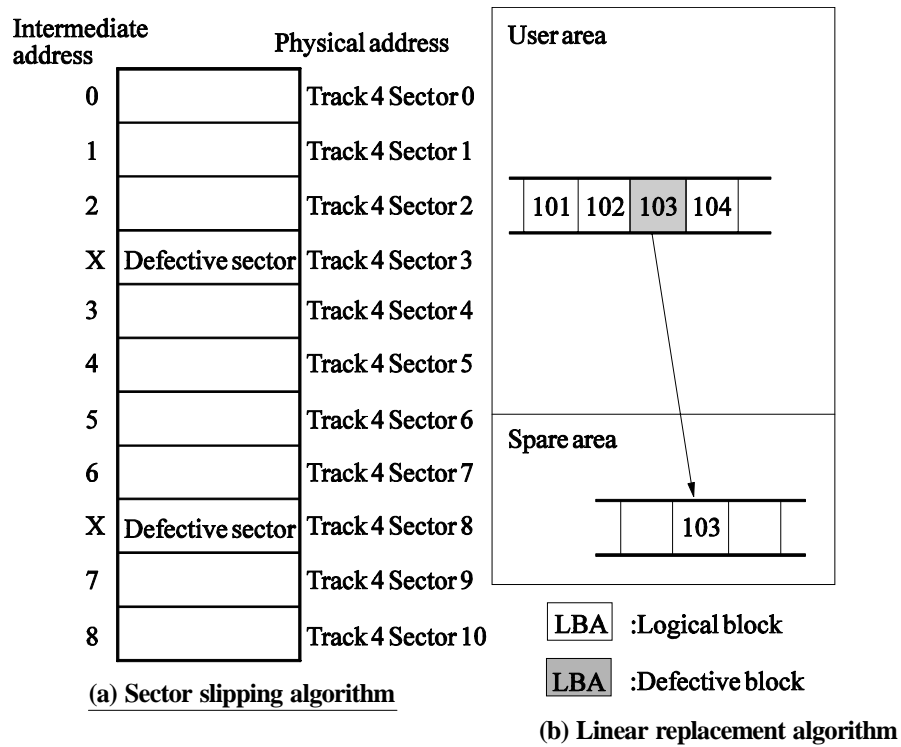 Intermediate
address
Physical address
0 Track 4 Sector 0
1 Track 4 Sector 1
2 Track 4 Sector 2
X Defective sector Track 4 Sector 3
3 Track 4 Sector 4
4 Track 4 Sector 5
5 Track 4 Sector 6
6 Track 4 Sector 7
X Defective sector Track 4 Sector 8
7 Track 4 Sector 9
8 Track 4 Sector 10
(a) Sector slipping algorithm
User area
101 102 103 104
Spare area
103
LBA :Logical block
LBA :Defective block
(b) Linear replacement algorithm